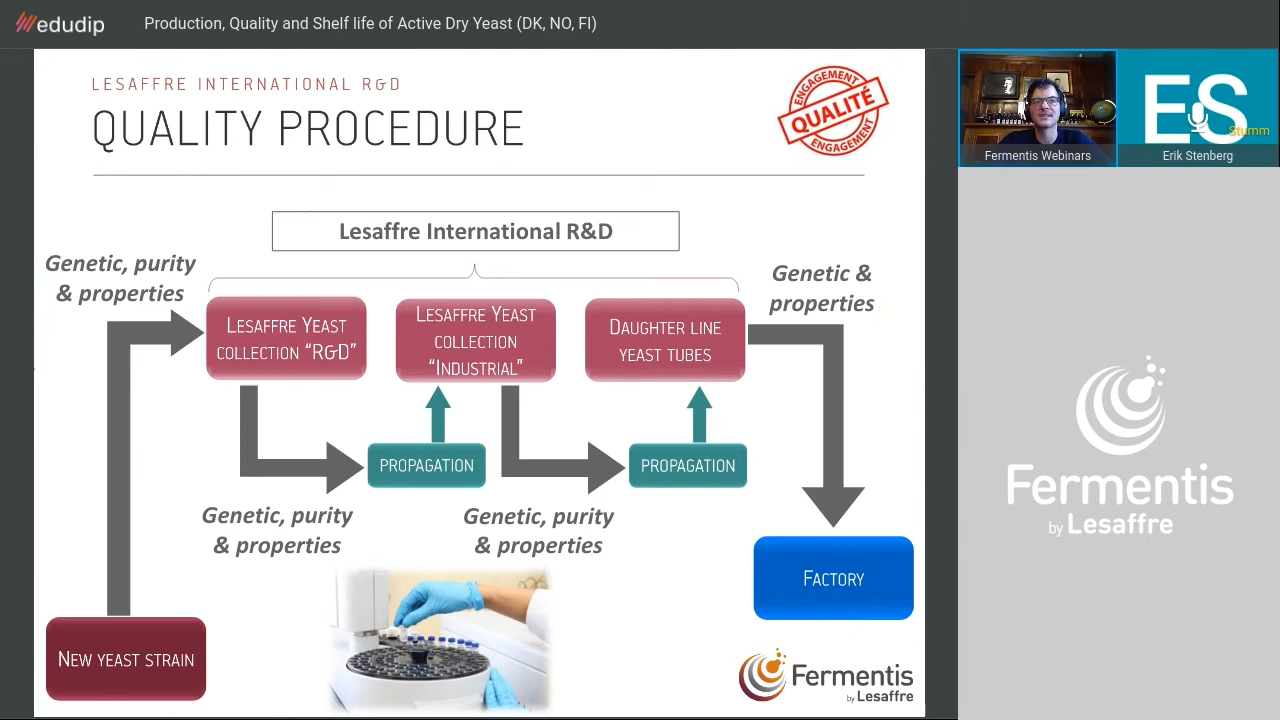 edudip
Production, Quality and Shelf life of Active Dry Yeast (DK, NO, FI)
LESAFFRE INTERNATIONAL R&D
QUALITY PROCEDURE
ENGAGEMENT
QUALITÉ
ENGAGEMENT
Lesaffre International R&D
Genetic, purity
& properties
Genetic &
properties
LESAFFRE YEAST
COLLECTION "R&D"
LESAFFRE YEAST
COLLECTION
"INDUSTRIAL"
DAUGHTER LINE
YEAST TUBES
PROPAGATION
PROPAGATION
Genetic, purity
& properties
Genetic, purity
& properties
FACTORY
NEW YEAST STRAIN
Fermentis
by Lesaffre
ES
Stumm
Fermentis Webinars
Erik Stenberg
Fermentis
by Lesaffre